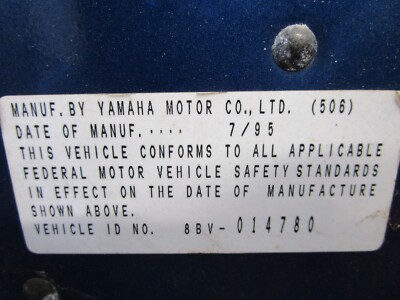 MANUF. BY YAMAHA MOTOR CO., LTD. (506)
DATE OF MANUF. .... 7/95
THIS VEHICLE CONFORMS TO ALL APPLICABLE
FEDERAL MOTOR VEHICLE SAFETY STANDARDS
IN EFFECT ON THE DATE OF MANUFACTURE
SHOWN ABOVE.
VEHICLE ID NO. 8BV-014780